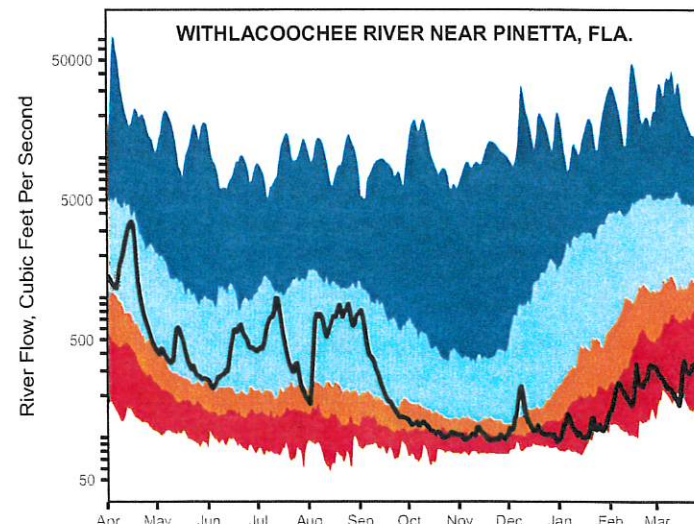 WITHLACOOCHEE RIVER NEAR PINETTA, FLA.
River Flow, Cubic Feet Per Second
50000
5000
500
50
Apr May Jun Jul Aug Sep Oct Nov Dec Jan Feb Mar